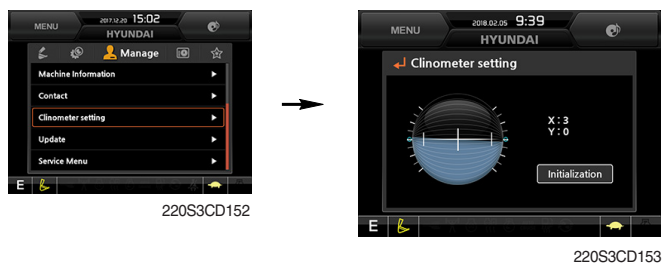 MENU
2017.12.20 15:02
HYUNDAI
Manage
Machine Information
Contact
Clinometer setting
Update
Service Menu
E
220S3CD152
MENU
2018.02.05 9:39
HYUNDAI
Clinometer setting
X : 3
Y : 0
Initialization
E
220S3CD153